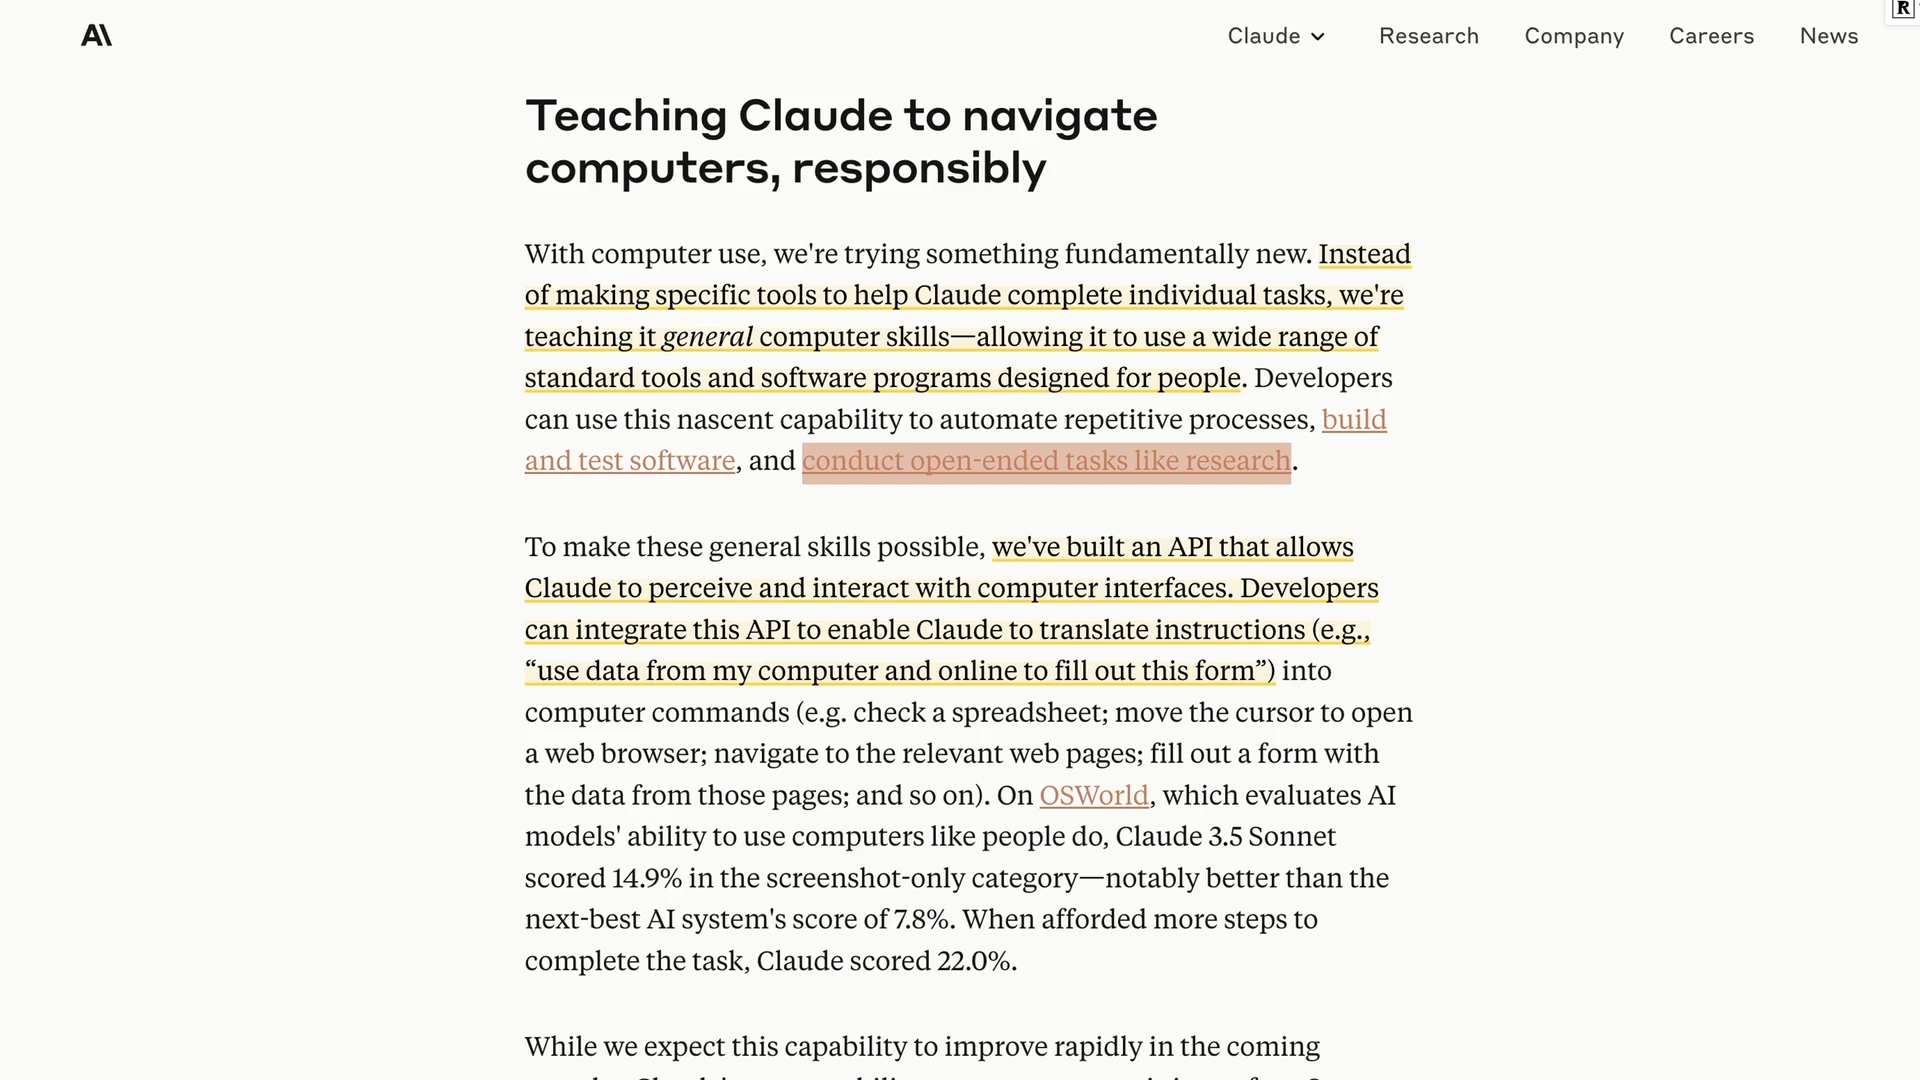 Claude
Research
Company
Careers
News
R
Teaching Claude to navigate
computers, responsibly
With computer use, we're trying something fundamentally new. Instead
of making specific tools to help Claude complete individual tasks, we're
teaching it general computer skills—allowing it to use a wide range of
standard tools and software programs designed for people. Developers
can use this nascent capability to automate repetitive processes, build
and test software, and conduct open-ended tasks like research.
To make these general skills possible, we've built an API that allows
Claude to perceive and interact with computer interfaces. Developers
can integrate this API to enable Claude to translate instructions (e.g.,
“use data from my computer and online to fill out this form”) into
computer commands (e.g. check a spreadsheet; move the cursor to open
a web browser; navigate to the relevant web pages; fill out a form with
the data from those pages; and so on). On OSWorld, which evaluates AI
models' ability to use computers like people do, Claude 3.5 Sonnet
scored 14.9% in the screenshot-only category—notably better than the
next-best AI system's score of 7.8%. When afforded more steps to
complete the task, Claude scored 22.0%.
While we expect this capability to improve rapidly in the coming